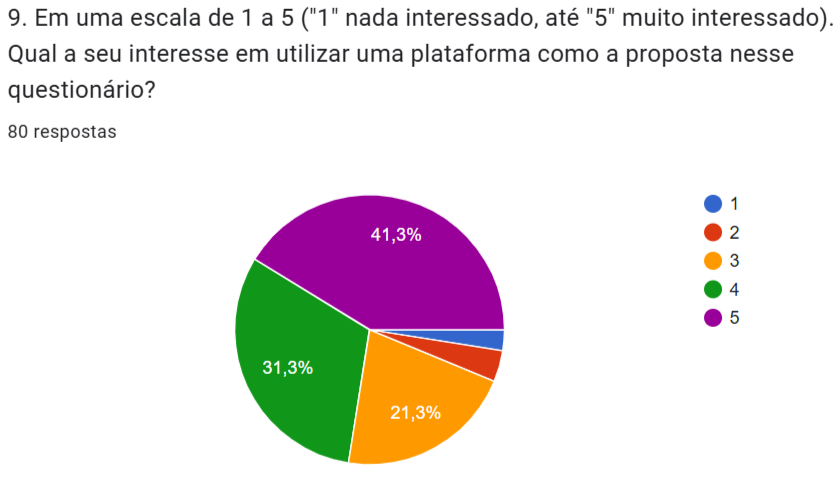 9. Em uma escala de 1 a 5 ("1" nada interessado, até "5" muito interessado).
Qual a seu interesse em utilizar uma plataforma como a proposta nesse
questionário?
80 respostas
41,3%
31,3%
21,3%
1
2
3
4
5